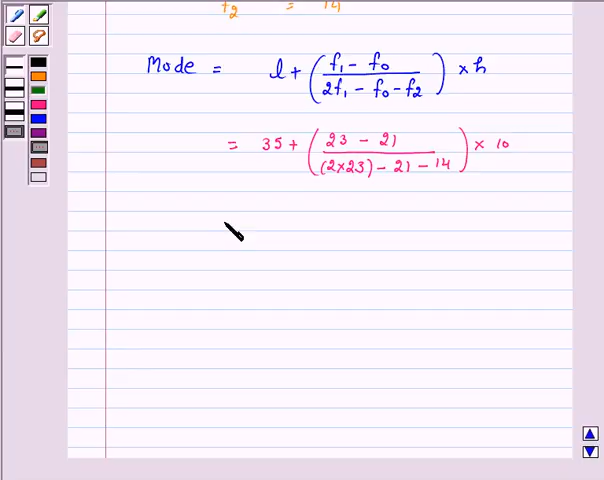 f₂ = 14
Mode = l + ( (f₁ - f₀) / (2f₁ - f₀ - f₂) ) × h
= 35 + ( (23 - 21) / ((2×23) - 21 - 14) ) × 10